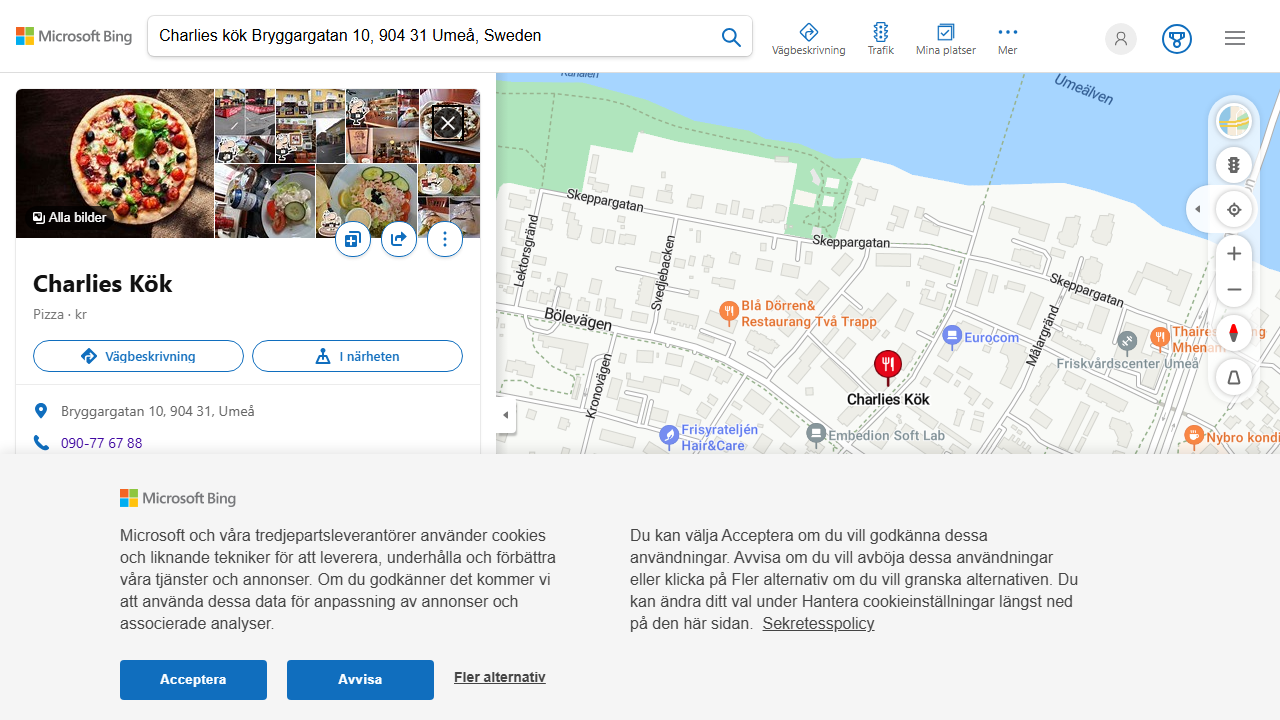 Microsoft Bing
Charlies kök Bryggargatan 10, 904 31 Umeå, Sweden
Vägbeskrivning
Trafik
Mina platser
Mer
Alla bilder
Charlies Kök
Pizza · kr
Vägbeskrivning
I närheten
Bryggargatan 10, 904 31, Umeå
090-77 67 88
Kanalen
Umeälven
Skeppargatan
Skeppargatan
Skeppargatan
Lektorsgränd
Svedjebacken
Bölevägen
Kronovägen
Målargränd
Blå Dörren&
Restaurang Två Trapp
Eurocom
Friskvårdscenter Umeå
Charlies Kök
Frisyrateljén
Hair&Care
Embedion Soft Lab
Nybro kondi
Microsoft Bing
Microsoft och våra tredjepartsleverantörer använder cookies
och liknande tekniker för att leverera, underhålla och förbättra
våra tjänster och annonser. Om du godkänner det kommer vi
att använda dessa data för anpassning av annonser och
associerade analyser.
Du kan välja Acceptera om du vill godkänna dessa
användningar. Avvisa om du vill avböja dessa användningar
eller klicka på Fler alternativ om du vill granska alternativen. Du
kan ändra ditt val under Hantera cookieinställningar längst ned
på den här sidan. Sekretesspolicy
Acceptera
Avvisa
Fler alternativ